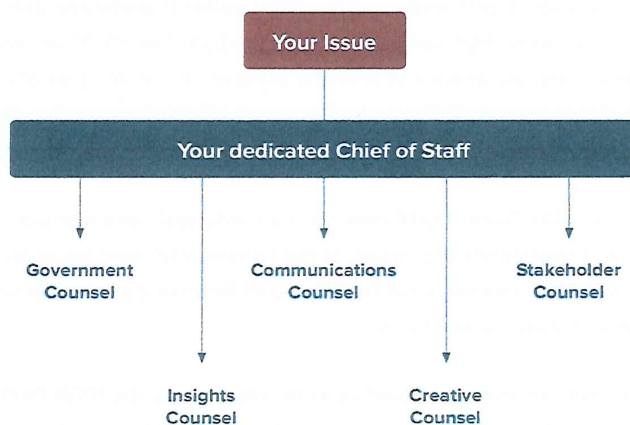 Your Issue
Your dedicated Chief of Staff
Government
Counsel
Communications
Counsel
Stakeholder
Counsel
Insights
Counsel
Creative
Counsel